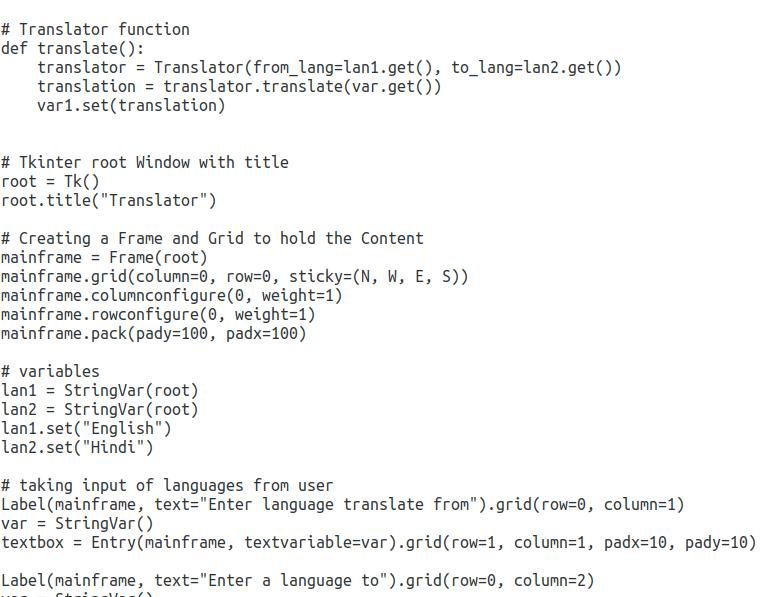 # Translator function
def translate():
    translator = Translator(from_lang=lan1.get(), to_lang=lan2.get())
    translation = translator.translate(var.get())
    var1.set(translation)
# Tkinter root Window with title
root = Tk()
root.title("Translator")
# Creating a Frame and Grid to hold the Content
mainframe = Frame(root)
mainframe.grid(column=0, row=0, sticky=(N, W, E, S))
mainframe.columnconfigure(0, weight=1)
mainframe.rowconfigure(0, weight=1)
mainframe.pack(pady=100, padx=100)
# variables
lan1 = StringVar(root)
lan2 = StringVar(root)
lan1.set("English")
lan2.set("Hindi")
# taking input of languages from user
Label(mainframe, text="Enter language translate from").grid(row=0, column=1)
var = StringVar()
textbox = Entry(mainframe, textvariable=var).grid(row=1, column=1, padx=10, pady=10)
Label(mainframe, text="Enter a language to").grid(row=0, column=2)